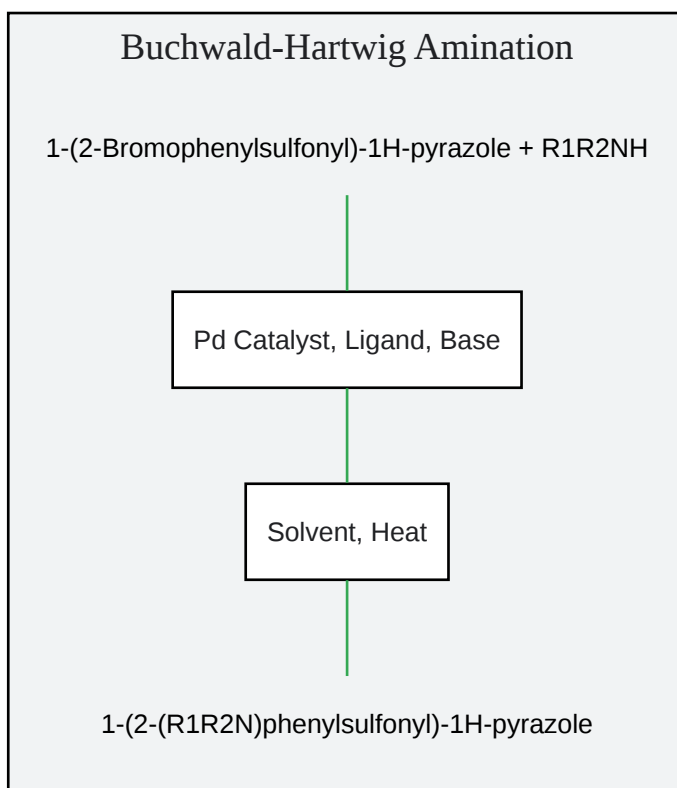 Buchwald-Hartwig Amination
1-(2-Bromophenylsulfonyl)-1H-pyrazole + R1R2NH
Pd Catalyst, Ligand, Base
Solvent, Heat
1-(2-(R1R2N)phenylsulfonyl)-1H-pyrazole